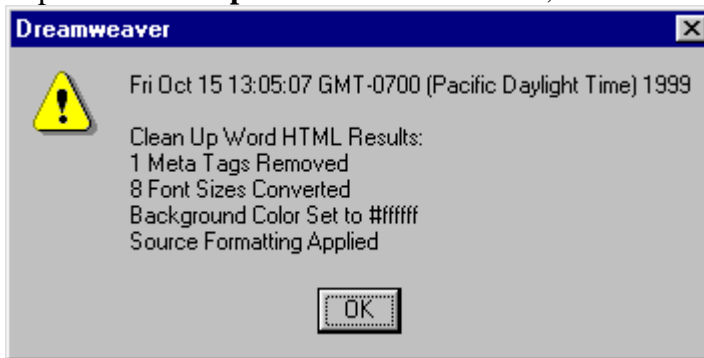 Dreamweaver
Fri Oct 15 13:05:07 GMT-0700 (Pacific Daylight Time) 1999
Clean Up Word HTML Results:
1 Meta Tags Removed
8 Font Sizes Converted
Background Color Set to #ffffff
Source Formatting Applied
OK